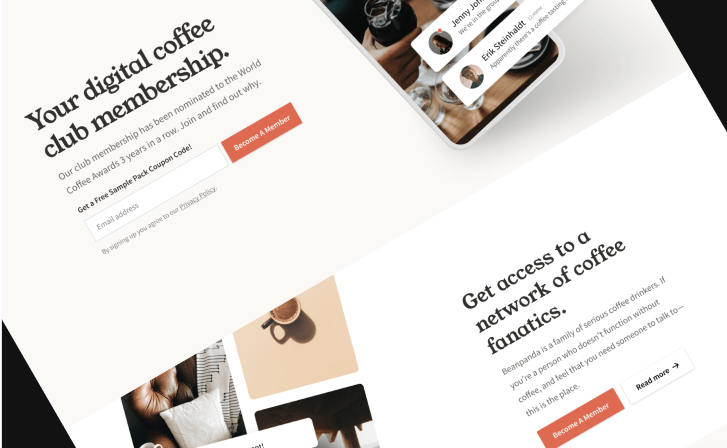 Your digital coffee
club membership.
Our club membership has been nominated to the World
Coffee Awards 3 years in a row. Join and find out why.
Get a Free Sample Pack Coupon Code!
Email address
Become A Member
By signing up you agree to our Privacy Policy.
Jenny
We're in the group
Erik Steinhaldt
Apparently there's a coffee tasting
Get access to a
network of coffee
fanatics.
Beanpanda is a family of serious coffee drinkers. If
you're a person who doesn't function without
coffee, and feel that you need someone to talk to—
this is the place.
Become A Member
Read more →